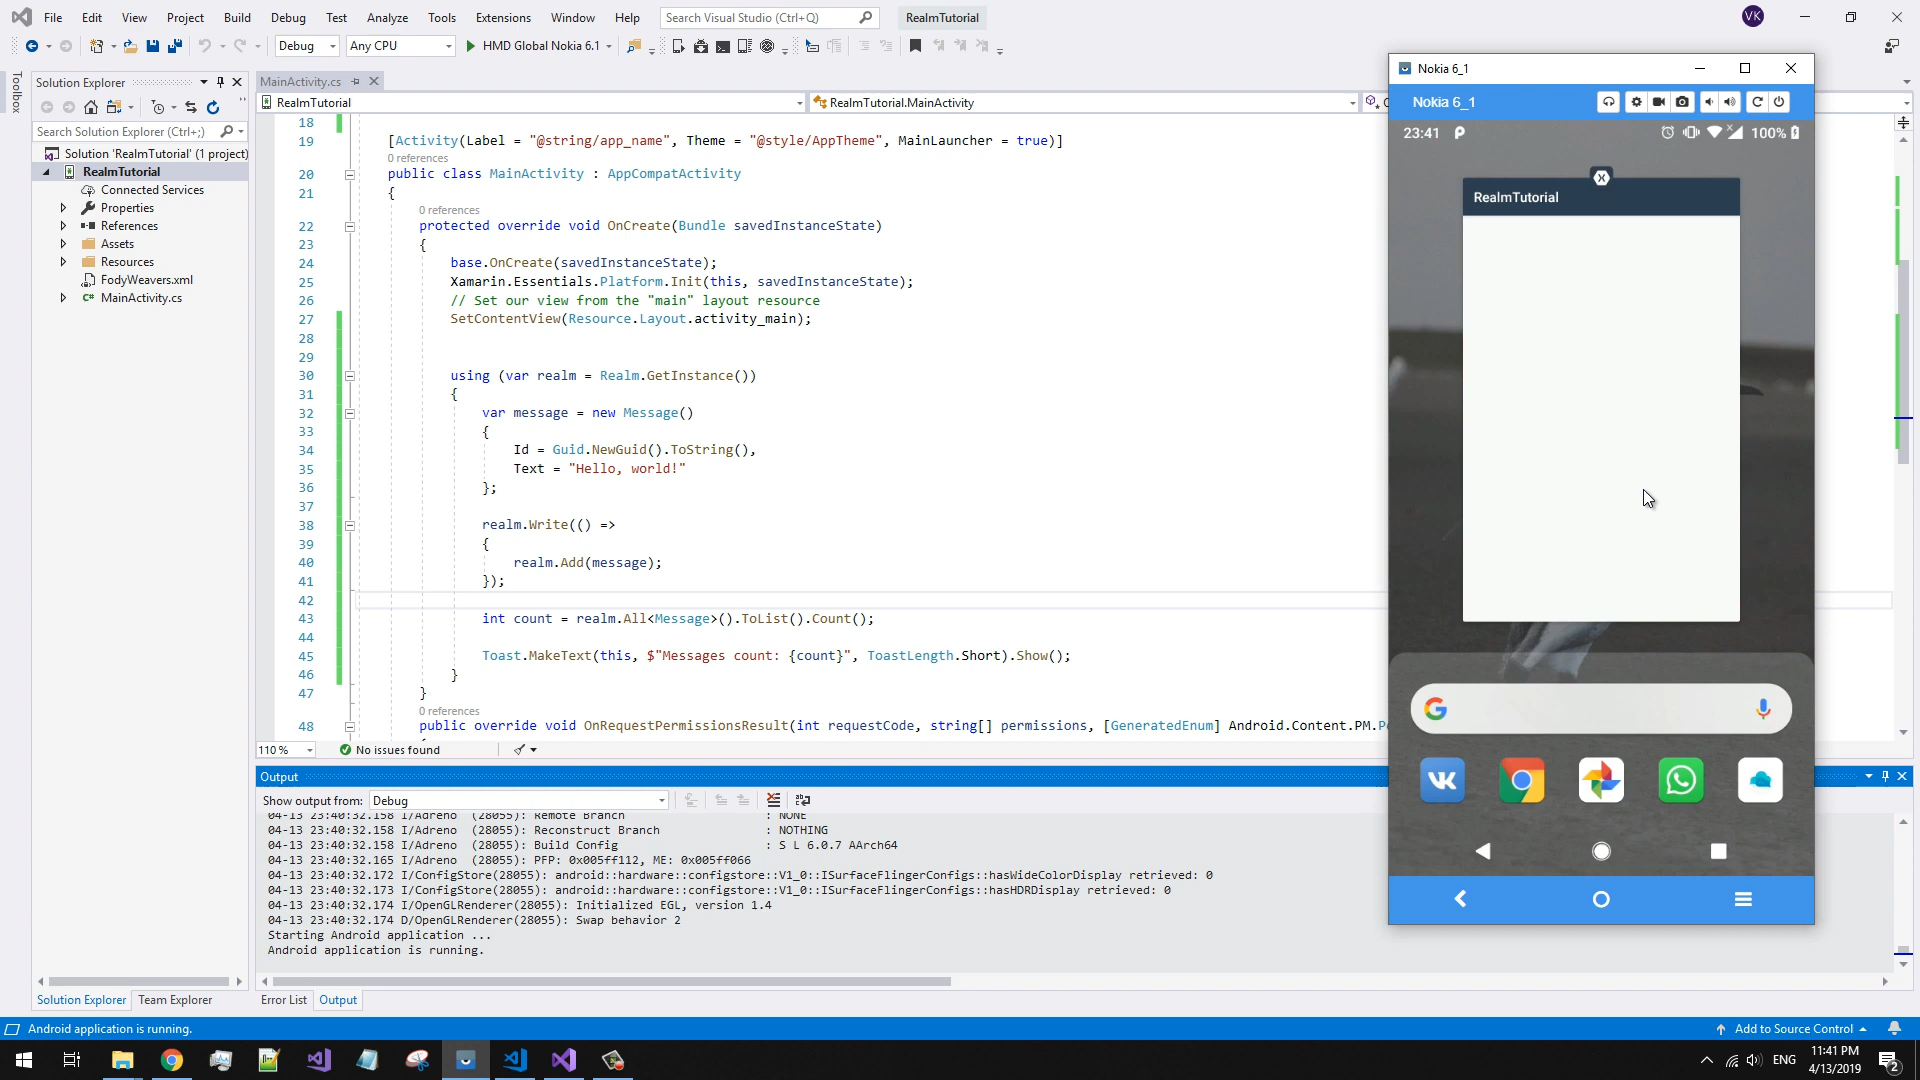 File Edit View Project Build Debug Test Analyze Tools Extensions Window Help Search Visual Studio (Ctrl+Q) RealmTutorial VK
Debug Any CPU HMD Global Nokia 6.1
Toolbox
Solution Explorer
Search Solution Explorer (Ctrl+;)
Solution 'RealmTutorial' (1 project)
RealmTutorial
Connected Services
Properties
References
Assets
Resources
FodyWeavers.xml
C# MainActivity.cs
Solution Explorer Team Explorer
MainActivity.cs
RealmTutorial RealmTutorial.MainActivity
18
19 [Activity(Label = "@string/app_name", Theme = "@style/AppTheme", MainLauncher = true)]
0 references
20 public class MainActivity : AppCompatActivity
21 {
0 references
22 protected override void OnCreate(Bundle savedInstanceState)
23 {
24 base.OnCreate(savedInstanceState);
25 Xamarin.Essentials.Platform.Init(this, savedInstanceState);
26 // Set our view from the "main" layout resource
27 SetContentView(Resource.Layout.activity_main);
28
29
30 using (var realm = Realm.GetInstance())
31 {
32 var message = new Message()
33 {
34 Id = Guid.NewGuid().ToString(),
35 Text = "Hello, world!"
36 };
37
38 realm.Write(() =>
39 {
40 realm.Add(message);
41 });
42
43 int count = realm.All<Message>().ToList().Count();
44
45 Toast.MakeText(this, $"Messages count: {count}", ToastLength.Short).Show();
46 }
47 }
0 references
48 public override void OnRequestPermissionsResult(int requestCode, string[] permissions, [GeneratedEnum] Android.Content.PM.P
110 % No issues found
Output
Show output from: Debug
04-13 23:40:32.158 I/Adreno (28055): Remote Branch : NONE
04-13 23:40:32.158 I/Adreno (28055): Reconstruct Branch : NOTHING
04-13 23:40:32.158 I/Adreno (28055): Build Config : S L 6.0.7 AArch64
04-13 23:40:32.165 I/Adreno (28055): PFP: 0x005ff112, ME: 0x005ff066
04-13 23:40:32.172 I/ConfigStore(28055): android::hardware::configstore::V1_0::ISurfaceFlingerConfigs::hasWideColorDisplay retrieved: 0
04-13 23:40:32.173 I/ConfigStore(28055): android::hardware::configstore::V1_0::ISurfaceFlingerConfigs::hasHDRDisplay retrieved: 0
04-13 23:40:32.174 I/OpenGLRenderer(28055): Initialized EGL, version 1.4
04-13 23:40:32.174 D/OpenGLRenderer(28055): Swap behavior 2
Starting Android application ...
Android application is running.
Error List Output
Nokia 6_1
Nokia 6_1
23:41 100%
RealmTutorial
Android application is running. Add to Source Control
ENG 11:41 PM
4/13/2019
2